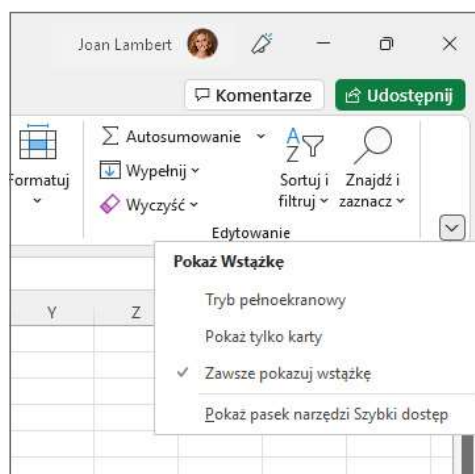 Joan Lambert
Komentarze
Udostępnij
Formatuj
Autosumowanie
Wypełnij
Wyczyść
Sortuj i
filtruj
Znajdź i
zaznacz
Edytowanie
Pokaż Wstążkę
Y Z
Tryb pełnoekranowy
Pokaż tylko karty
Zawsze pokazuj wstążkę
Pokaż pasek narzędzi Szybki dostęp